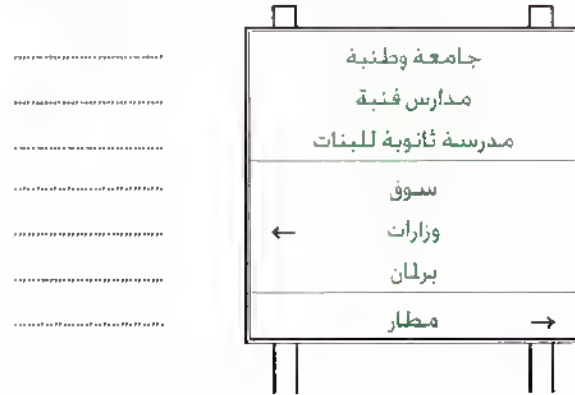 جامعة وطنية
مدارس فنية
مدرسة ثانوية للبنات
سوق
← وزارات
برلمان
مطار →